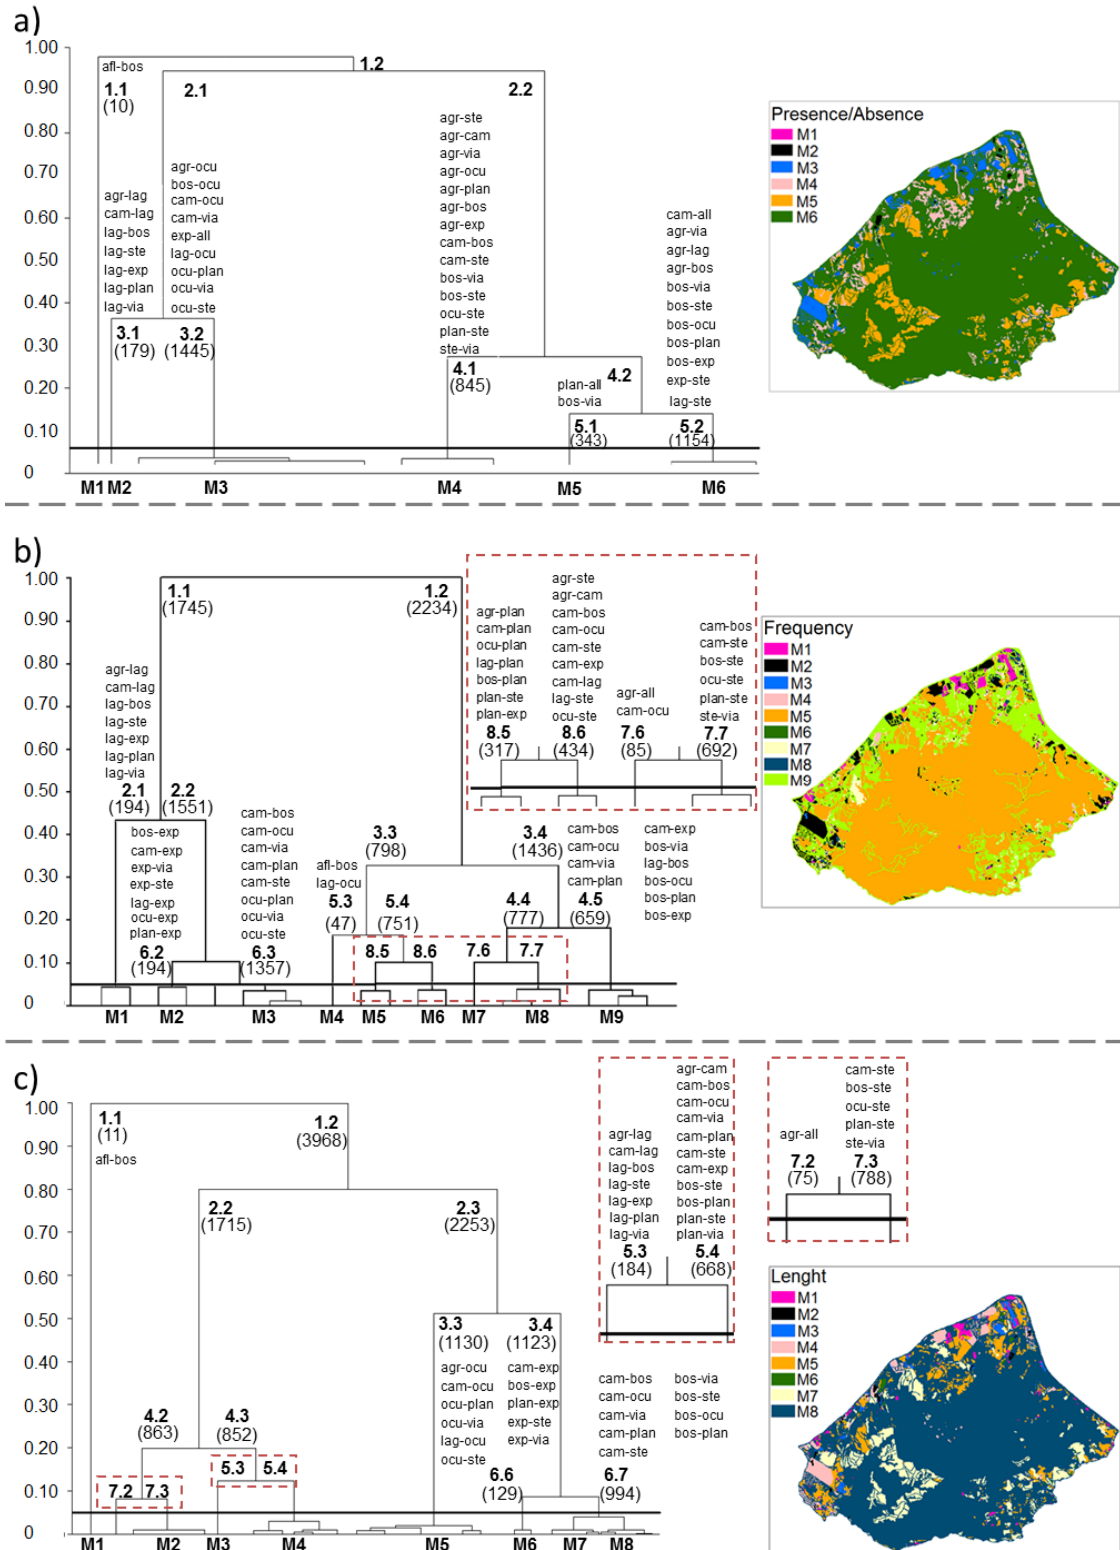 a)
1.00
0.90
0.80
0.70
0.60
0.50
0.40
0.30
0.20
0.10
0
afl-bos
1.1
(10)
1.2
2.1
2.2
agr-lag
cam-lag
lag-bos
lag-ste
lag-exp
lag-plan
lag-via
3.1
(179)
agr-ocu
bos-ocu
cam-ocu
cam-via
exp-all
lag-ocu
ocu-plan
ocu-via
ocu-ste
3.2
(1445)
agr-ste
agr-cam
agr-via
agr-ocu
agr-plan
agr-bos
agr-exp
cam-bos
cam-ste
bos-via
bos-ste
ocu-ste
plan-ste
ste-via
4.1
(845)
4.2
plan-all
bos-via
5.1
(343)
cam-all
agr-via
agr-lag
agr-bos
bos-via
bos-ste
bos-ocu
bos-plan
bos-exp
exp-ste
lag-ste
5.2
(1154)
M1 M2 M3 M4 M5 M6
Presence/Absence
M1
M2
M3
M4
M5
M6
b)
1.00
0.90
0.80
0.70
0.60
0.50
0.40
0.30
0.20
0.10
0
1.1
(1745)
1.2
(2234)
agr-lag
cam-lag
lag-bos
lag-ste
lag-exp
lag-plan
lag-via
2.1
(194)
2.2
(1551)
bos-exp
cam-exp
exp-via
exp-ste
lag-exp
ocu-exp
plan-exp
6.2
(194)
cam-bos
cam-ocu
cam-via
cam-plan
cam-ste
ocu-plan
ocu-via
ocu-ste
6.3
(1357)
3.3
(798)
3.4
(1436)
afl-bos
lag-ocu
5.3
(47)
5.4
(751)
4.4
(777)
cam-bos
cam-ocu
cam-via
cam-plan
4.5
(659)
cam-exp
bos-via
lag-bos
bos-ocu
bos-plan
bos-exp
8.5 8.6 7.6 7.7
agr-plan
cam-plan
ocu-plan
lag-plan
bos-plan
plan-ste
plan-exp
8.5
(317)
agr-ste
agr-cam
cam-bos
cam-ocu
cam-ste
cam-exp
cam-lag
lag-ste
ocu-ste
8.6
(434)
agr-all
cam-ocu
7.6
(85)
cam-bos
cam-ste
bos-ste
ocu-ste
plan-ste
ste-via
7.7
(692)
M1 M2 M3 M4 M5 M6 M7 M8 M9
Frequency
M1
M2
M3
M4
M5
M6
M7
M8
M9
c)
1.00
0.90
0.80
0.70
0.60
0.50
0.40
0.30
0.20
0.10
0
1.1
(11)
afl-bos
1.2
(3968)
2.2
(1715)
2.3
(2253)
3.3
(1130)
agr-ocu
cam-ocu
ocu-plan
ocu-via
lag-ocu
ocu-ste
3.4
(1123)
cam-exp
bos-exp
plan-exp
exp-ste
exp-via
6.6
(129)
cam-bos
cam-ocu
cam-via
cam-plan
cam-ste
bos-via
bos-ste
bos-ocu
bos-plan
6.7
(994)
4.2
(863)
4.3
(852)
7.2 7.3
5.3 5.4
agr-lag
cam-lag
lag-bos
lag-ste
lag-exp
lag-plan
lag-via
5.3
(184)
agr-cam
cam-bos
cam-ocu
cam-via
cam-plan
cam-ste
cam-exp
bos-ste
bos-plan
plan-ste
plan-via
5.4
(668)
agr-all
7.2
(75)
cam-ste
bos-ste
ocu-ste
plan-ste
ste-via
7.3
(788)
M1 M2 M3 M4 M5 M6 M7 M8
Lenght
M1
M2
M3
M4
M5
M6
M7
M8